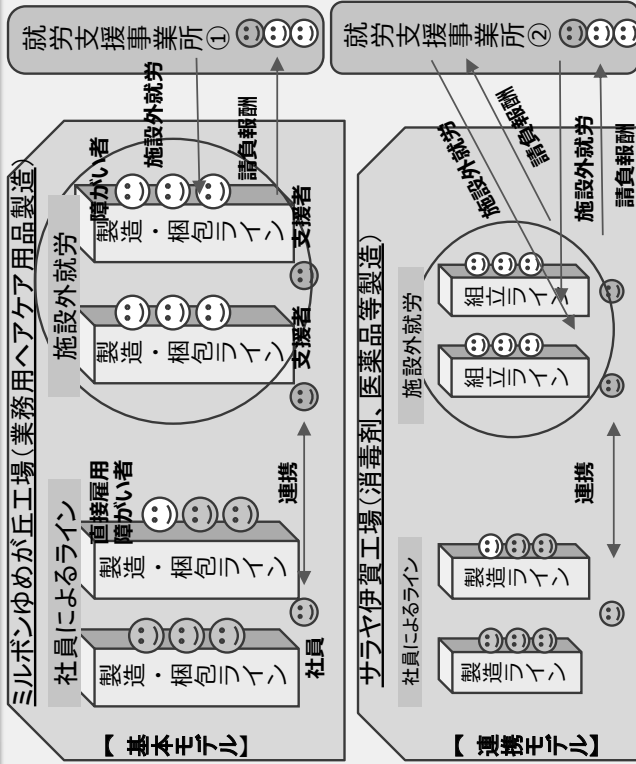 【 基本モデル】
ミルボンゆめが丘工場(業務用ヘアケア用品製造)
社員によるライン
製造・梱包ライン
製造・梱包ライン
直接雇用
障がい者
社員
連携
施設外就労
製造・梱包ライン
製造・梱包ライン
障がい者
支援者
支援者
施設外就労
請負報酬
就労支援事業所①
【 連携モデル】
サラヤ伊賀工場(消毒剤、医薬品等製造)
社員によるライン
製造ライン
製造ライン
連携
施設外就労
組立ライン
組立ライン
施設外就労
請負報酬
施設外就労
請負報酬
就労支援事業所②